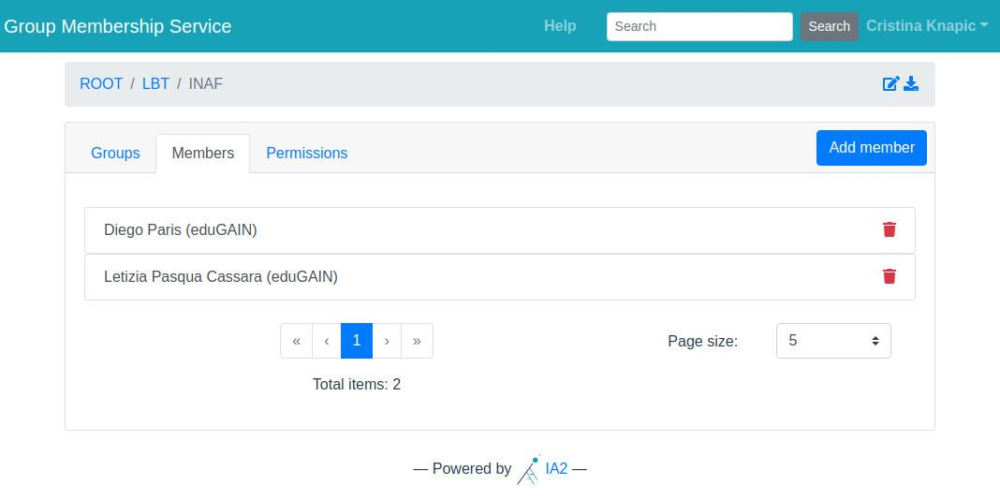 Group Membership Service Help Search Search Cristina Knapic
ROOT / LBT / INAF
Groups Members Permissions Add member
Diego Paris (eduGAIN)
Letizia Pasqua Cassara (eduGAIN)
« ‹ 1 › » Page size: 5
Total items: 2
— Powered by IA2 —